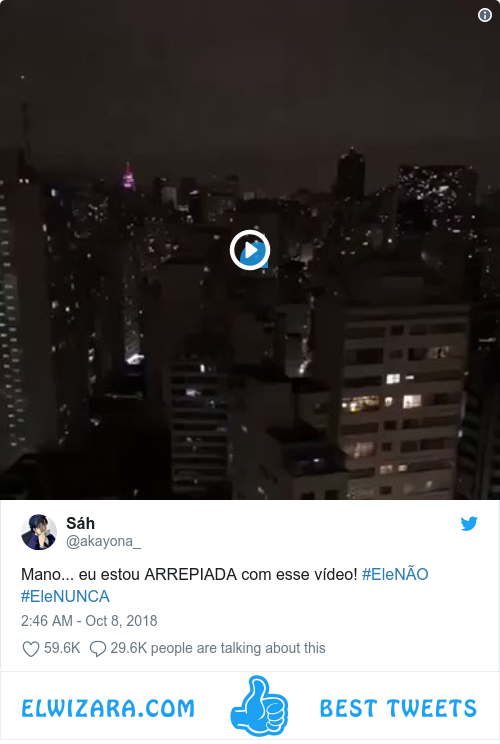 Sáh
@akayona_
Mano... eu estou ARREPIADA com esse vídeo! #EleNÃO
#EleNUNCA
2:46 AM - Oct 8, 2018
59.6K 29.6K people are talking about this
ELWIZARA.COM BEST TWEETS